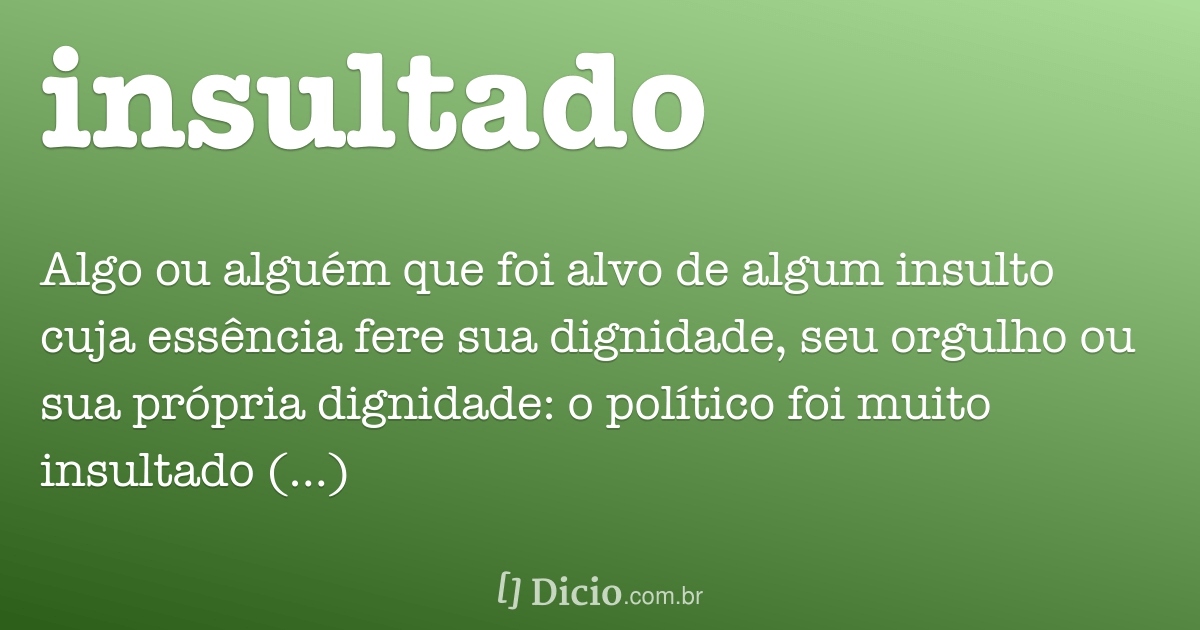 insultado
Algo ou alguém que foi alvo de algum insulto
cuja essência fere sua dignidade, seu orgulho ou
sua própria dignidade: o político foi muito
insultado (...)
[] Dicio.com.br